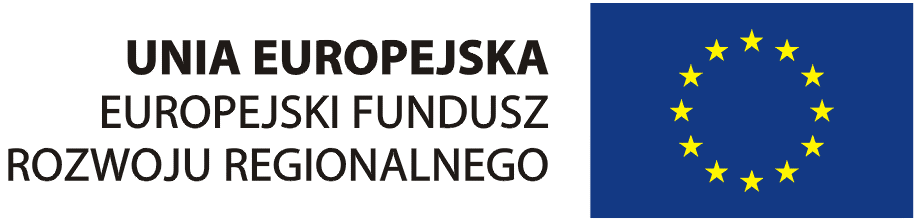 UNIA EUROPEJSKA
EUROPEJSKI FUNDUSZ
ROZWOJU REGIONALNEGO